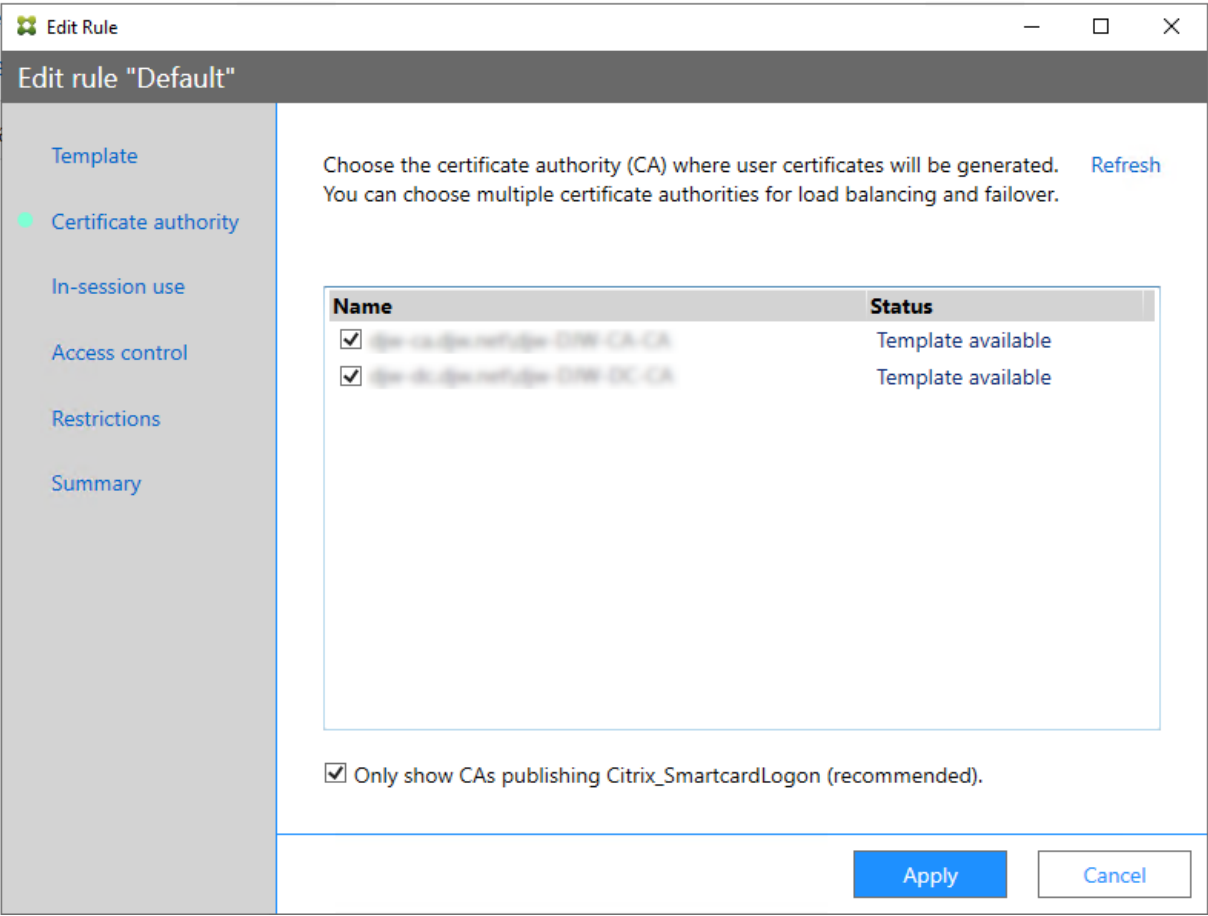 Edit Rule
Edit rule "Default"
Template
Certificate authority
In-session use
Access control
Restrictions
Summary
Choose the certificate authority (CA) where user certificates will be generated.
You can choose multiple certificate authorities for load balancing and failover.
Refresh
Name Status
Template available
Template available
Only show CAs publishing Citrix_SmartcardLogon (recommended).
Apply Cancel